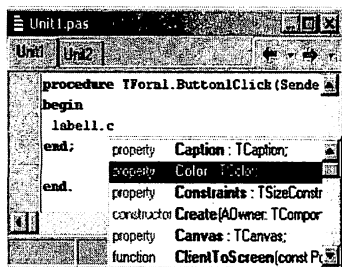 Unit1.pas
Unit1 Unit2
procedure TForm1.Button1Click(Sende
begin
label1.c
end;
end.
property Caption : TCaption;
property Color : TColor;
property Constraints : TSizeConstr
constructor Create(AOwner: TCompor
property Canvas : TCanvas;
function ClientToScreen(const Po